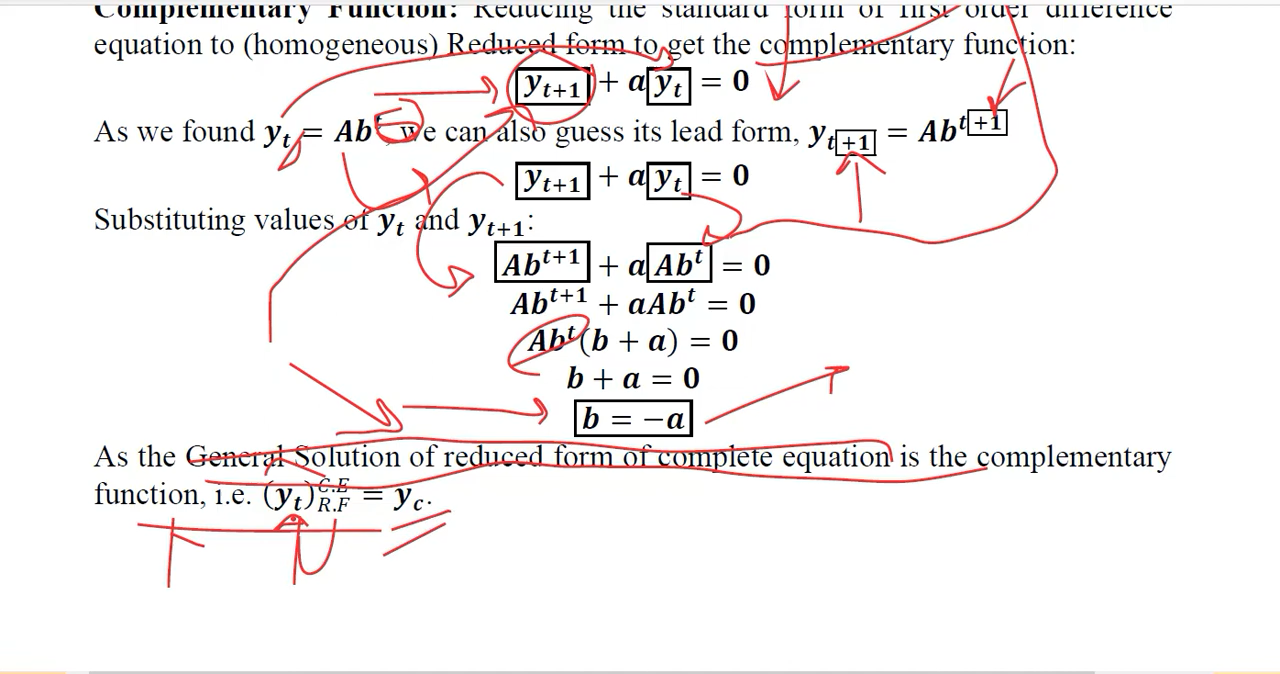 Complementary Function: Reducing the standard form of first order difference
equation to (homogeneous) Reduced form to get the complementary function:
y_{t+1} + a y_t = 0
As we found y_t = Ab^t, we can also guess its lead form, y_{t+1} = Ab^{t+1}
y_{t+1} + a y_t = 0
Substituting values of y_t and y_{t+1}:
Ab^{t+1} + a Ab^t = 0
Ab^{t+1} + aAb^t = 0
Ab^t(b + a) = 0
b + a = 0
b = −a
As the General Solution of reduced form of complete equation is the complementary
function, i.e. (y_t)^{C.E}_{R.F} = y_c.